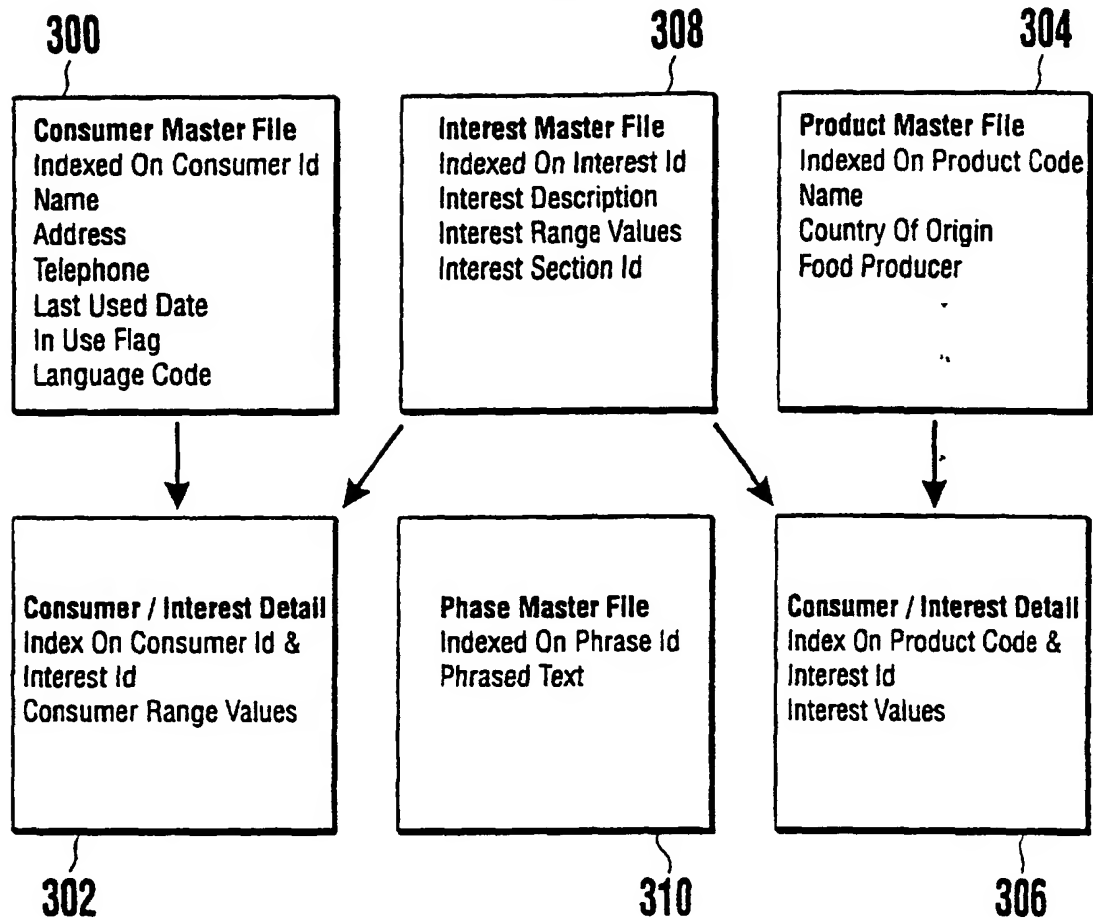 300
308
304
Consumer Master File
Indexed On Consumer Id
Name
Address
Telephone
Last Used Date
In Use Flag
Language Code
Interest Master File
Indexed On Interest Id
Interest Description
Interest Range Values
Interest Section Id
Product Master File
Indexed On Product Code
Name
Country Of Origin
Food Producer
Consumer / Interest Detail
Index On Consumer Id &
Interest Id
Consumer Range Values
Phase Master File
Indexed On Phrase Id
Phrased Text
Consumer / Interest Detail
Index On Product Code &
Interest Id
Interest Values
302
310
306